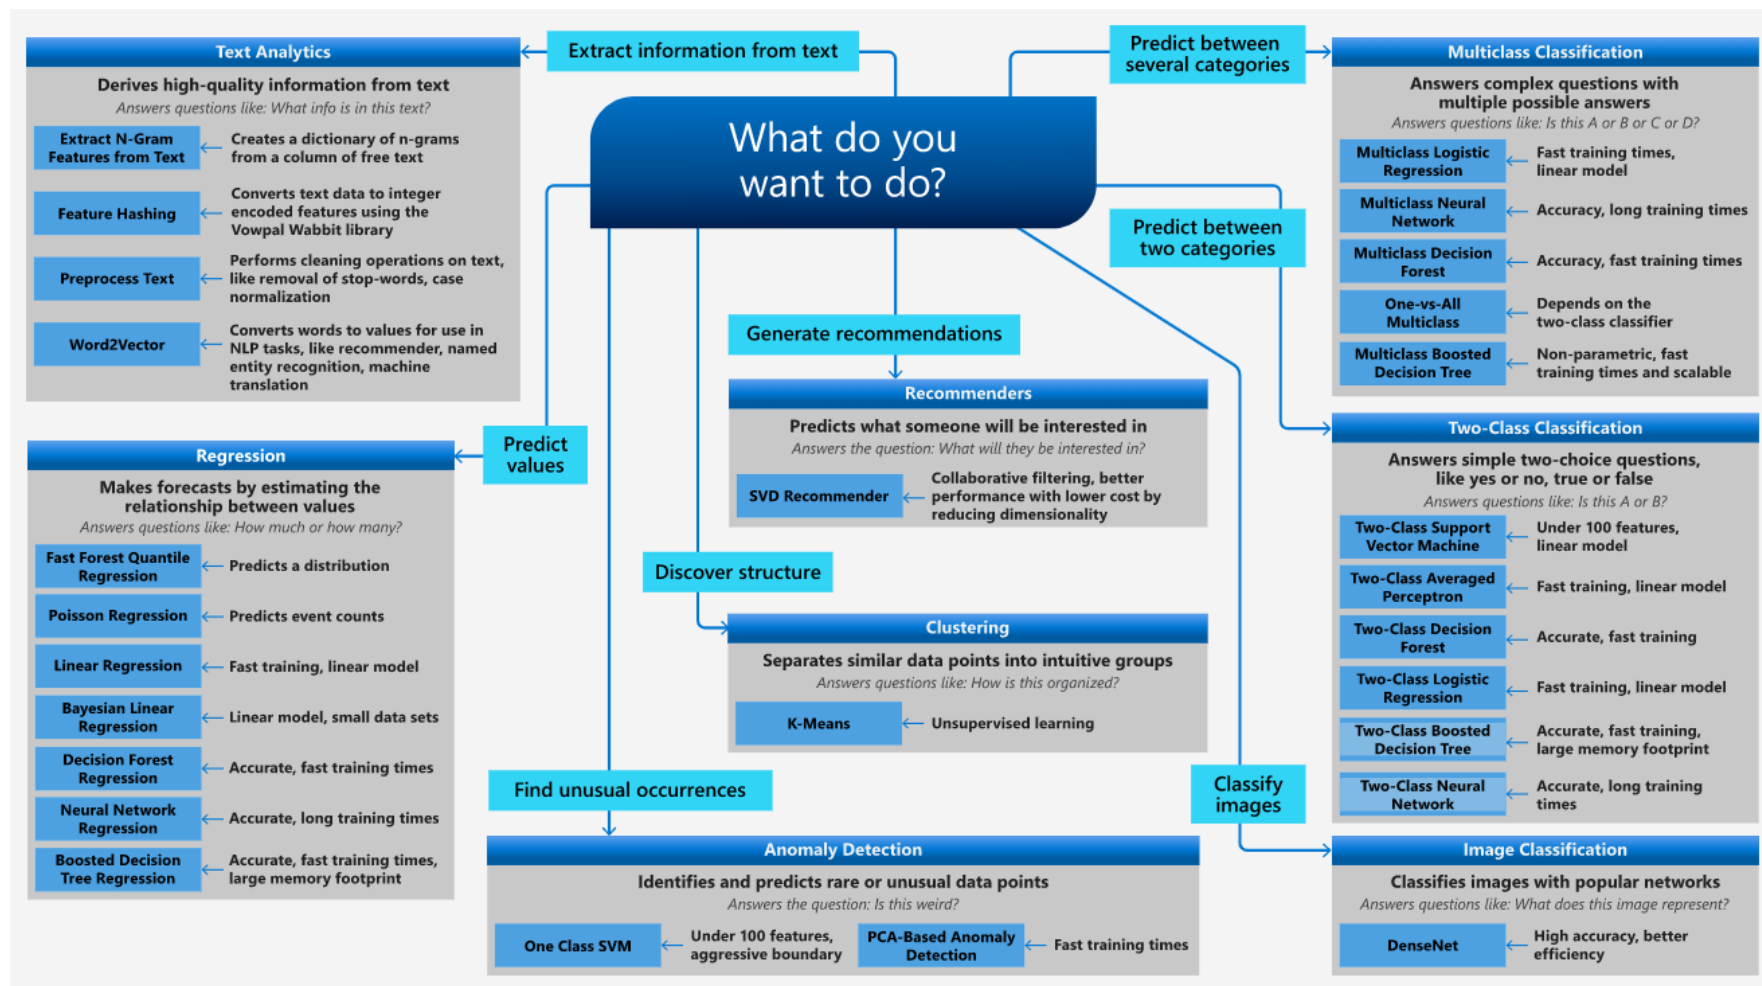 What do you
want to do?
Extract information from text
Text Analytics
Derives high-quality information from text
Answers questions like: What info is in this text?
Extract N-Gram
Features from Text
Creates a dictionary of n-grams
from a column of free text
Feature Hashing
Converts text data to integer
encoded features using the
Vowpal Wabbit library
Preprocess Text
Performs cleaning operations on text,
like removal of stop-words, case
normalization
Word2Vector
Converts words to values for use in
NLP tasks, like recommender, named
entity recognition, machine
translation
Predict
values
Regression
Makes forecasts by estimating the
relationship between values
Answers questions like: How much or how many?
Fast Forest Quantile
Regression
Predicts a distribution
Poisson Regression
Predicts event counts
Linear Regression
Fast training, linear model
Bayesian Linear
Regression
Linear model, small data sets
Decision Forest
Regression
Accurate, fast training times
Neural Network
Regression
Accurate, long training times
Boosted Decision
Tree Regression
Accurate, fast training times,
large memory footprint
Generate recommendations
Recommenders
Predicts what someone will be interested in
Answers the question: What will they be interested in?
SVD Recommender
Collaborative filtering, better
performance with lower cost by
reducing dimensionality
Discover structure
Clustering
Separates similar data points into intuitive groups
Answers questions like: How is this organized?
K-Means
Unsupervised learning
Find unusual occurrences
Anomaly Detection
Identifies and predicts rare or unusual data points
Answers the question: Is this weird?
One Class SVM
Under 100 features,
aggressive boundary
PCA-Based Anomaly
Detection
Fast training times
Predict between
several categories
Multiclass Classification
Answers complex questions with
multiple possible answers
Answers questions like: Is this A or B or C or D?
Multiclass Logistic
Regression
Fast training times,
linear model
Multiclass Neural
Network
Accuracy, long training times
Multiclass Decision
Forest
Accuracy, fast training times
One-vs-All
Multiclass
Depends on the
two-class classifier
Multiclass Boosted
Decision Tree
Non-parametric, fast
training times and scalable
Predict between
two categories
Two-Class Classification
Answers simple two-choice questions,
like yes or no, true or false
Answers questions like: Is this A or B?
Two-Class Support
Vector Machine
Under 100 features,
linear model
Two-Class Averaged
Perceptron
Fast training, linear model
Two-Class Decision
Forest
Accurate, fast training
Two-Class Logistic
Regression
Fast training, linear model
Two-Class Boosted
Decision Tree
Accurate, fast training,
large memory footprint
Two-Class Neural
Network
Accurate, long training
times
Classify
images
Image Classification
Classifies images with popular networks
Answers questions like: What does this image represent?
DenseNet
High accuracy, better
efficiency